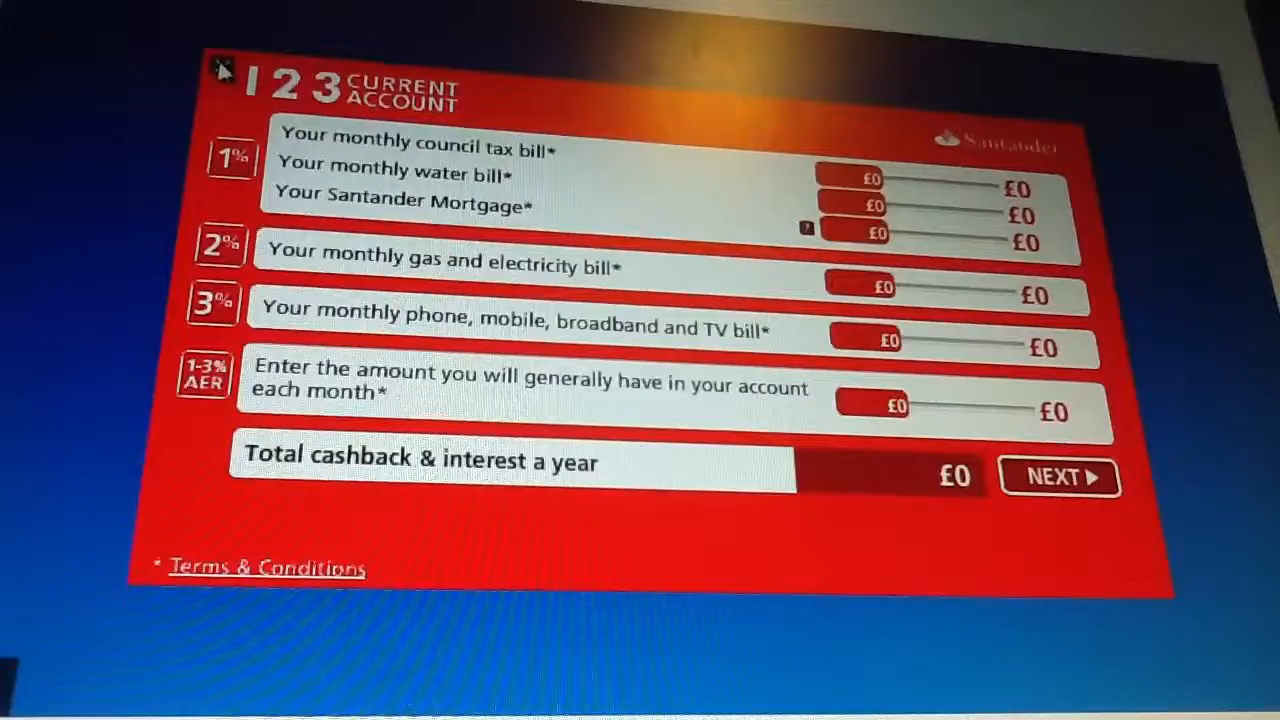 1 2 3 CURRENT
ACCOUNT
Santander
1%
Your monthly council tax bill* £0 £0
Your monthly water bill* £0 £0
Your Santander Mortgage* ? £0 £0
2% Your monthly gas and electricity bill* £0 £0
3% Your monthly phone, mobile, broadband and TV bill* £0 £0
1-3%
AER
Enter the amount you will generally have in your account
each month* £0 £0
Total cashback & interest a year £0 NEXT
* Terms & Conditions